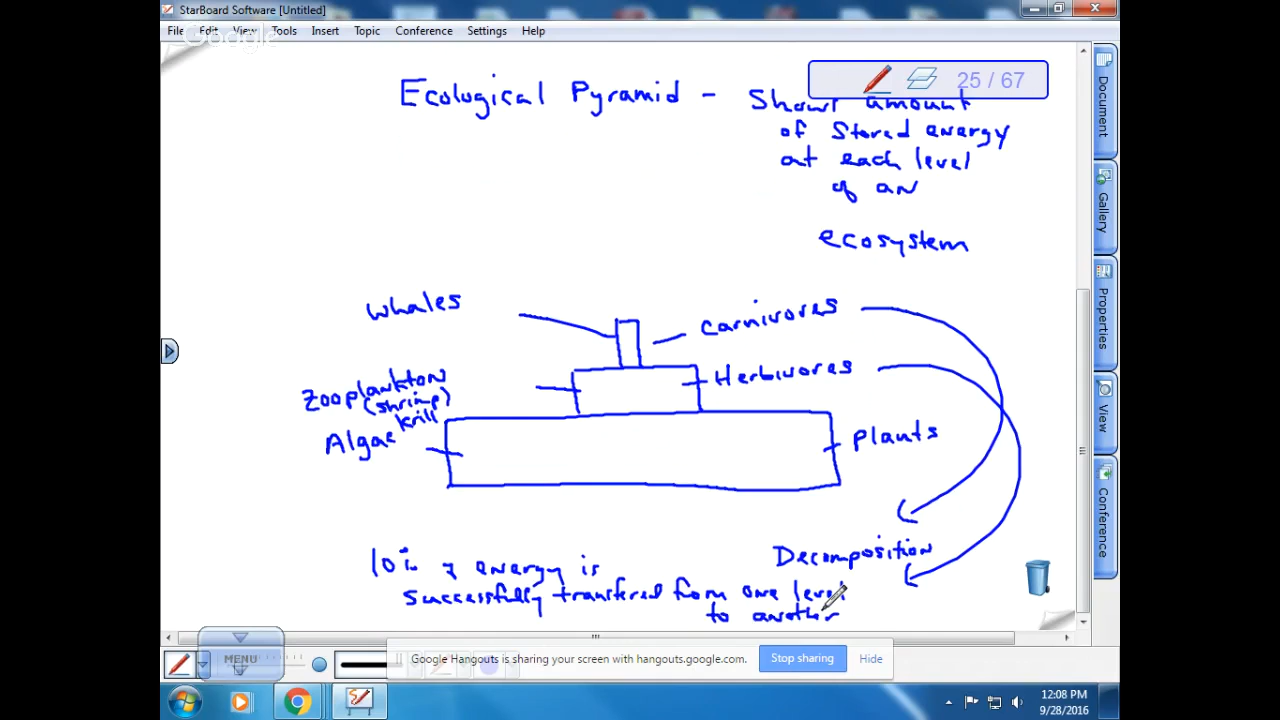 StarBoard Software [Untitled]
File Edit View Tools Insert Topic Conference Settings Help
Google
25 / 67
Ecological Pyramid - Shows amount
of Stored energy
at each level
of an
ecosystem
Whales
Carnivores
Zooplankton
(shrimp)
krill
Herbivores
Algae
Plants
Decomposition
10% of energy is
successfully transfered from one level
to another
Document
Gallery
Properties
View
Conference
MENU
Google Hangouts is sharing your screen with hangouts.google.com.
Stop sharing
Hide
12:08 PM
9/28/2016